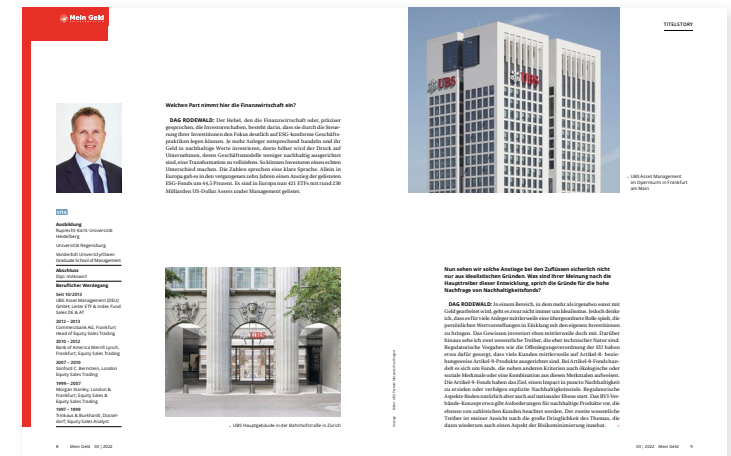 Mein Geld
TITELSTORY
UBS
UBS
UBS Asset Management
im Opernturm in Frankfurt
am Main
Welchen Part nimmt hier die Finanzwirtschaft ein?
DAG RODEWALD: Der Hebel, den die Finanzwirtschaft oder, präziser
gesprochen, die Investoren haben, besteht darin, dass sie durch die Steue-
rung ihrer Investitionen den Fokus deutlich auf ESG-konforme Geschäfts-
praktiken legen können. Je mehr Anleger entsprechend handeln und ihr
Geld in nachhaltige Werte investieren, desto höher wird der Druck auf
Unternehmen, deren Geschäftsmodelle weniger nachhaltig ausgerichtet
sind, eine Transformation zu vollziehen. So können Investoren einen echten
Unterschied machen. Die Zahlen sprechen eine klare Sprache. Allein in
Europa gab es in den vergangenen zehn Jahren einen Anstieg der gelisteten
ESG-Fonds um 44,5 Prozent. Es sind in Europa nun 421 ETFs mit rund 230
Milliarden US-Dollar Assets under Management gelistet.
VITA
Ausbildung
Ruprecht-Karls-Universität
Heidelberg
Universität Regensburg
Vanderbilt University/Owen
Graduate School of Management
Abschluss
Dipl.-Volkswirt
Beruflicher Werdegang
Seit 10/2013
UBS Asset Management (DEU)
GmbH; Leiter ETF & Index Fund
Sales DE & AT
2012 – 2013
Commerzbank AG, Frankfurt
Head of Equity Sales Trading
2010 – 2012
Bank of America Merrill Lynch,
Frankfurt; Equity Sales Trading
2007 – 2010
Sanford C. Bernstein, London
Equity Sales Trading
1999 – 2007
Morgan Stanley, London &
Frankfurt; Equity Sales &
Equity Sales Trading
1997 – 1999
Trinkaus & Burkhardt, Düssel-
dorf; Equity Sales Analyst
UBS
UBS Hauptgebäude in der Bahnhofstraße in Zürich
Nun sehen wir solche Anstiege bei den Zuflüssen sicherlich nicht
nur aus idealistischen Gründen. Was sind Ihrer Meinung nach die
Haupttreiber dieser Entwicklung, sprich die Gründe für die hohe
Nachfrage von Nachhaltigkeitsfonds?
DAG RODEWALD: In einem Bereich, in dem mehr als irgendwo sonst mit
Geld gearbeitet wird, geht es zwar nicht immer um Idealismus. Jedoch denke
ich, dass es für viele Anleger mittlerweile eine übergeordnete Rolle spielt, die
persönlichen Wertvorstellungen in Einklang mit den eigenen Investitionen
zu bringen. Das Gewissen investiert eben mittlerweile doch mit. Darüber
hinaus sehe ich zwei wesentliche Treiber, die eher technischer Natur sind.
Regulatorische Vorgaben wie die Offenlegungsverordnung der EU haben
etwa dafür gesorgt, dass viele Kunden mittlerweile auf Artikel-8- bezie-
hungsweise Artikel-9-Produkte ausgerichtet sind. Bei Artikel-8-Fonds han-
delt es sich um Fonds, die neben anderen Kriterien auch ökologische oder
soziale Merkmale oder eine Kombination aus diesen Merkmalen aufweisen.
Die Artikel-9-Fonds haben das Ziel, einen Impact in puncto Nachhaltigkeit
zu erzielen oder verfolgen explizite Nachhaltigkeitsziele. Regulatorische
Aspekte finden natürlich aber auch auf nationaler Ebene statt. Das BVI-Ver-
bände-Konzept etwa gibt Anforderungen für nachhaltige Produkte vor, die
ebenso von zahlreichen Kunden beachtet werden. Der zweite wesentliche
Treiber ist meiner Ansicht nach die große Dringlichkeit des Themas, die
dann wiederum auch einen Aspekt der Risikominimierung innehat.
8 Mein Geld 03 | 2022
03 | 2022 Mein Geld 9